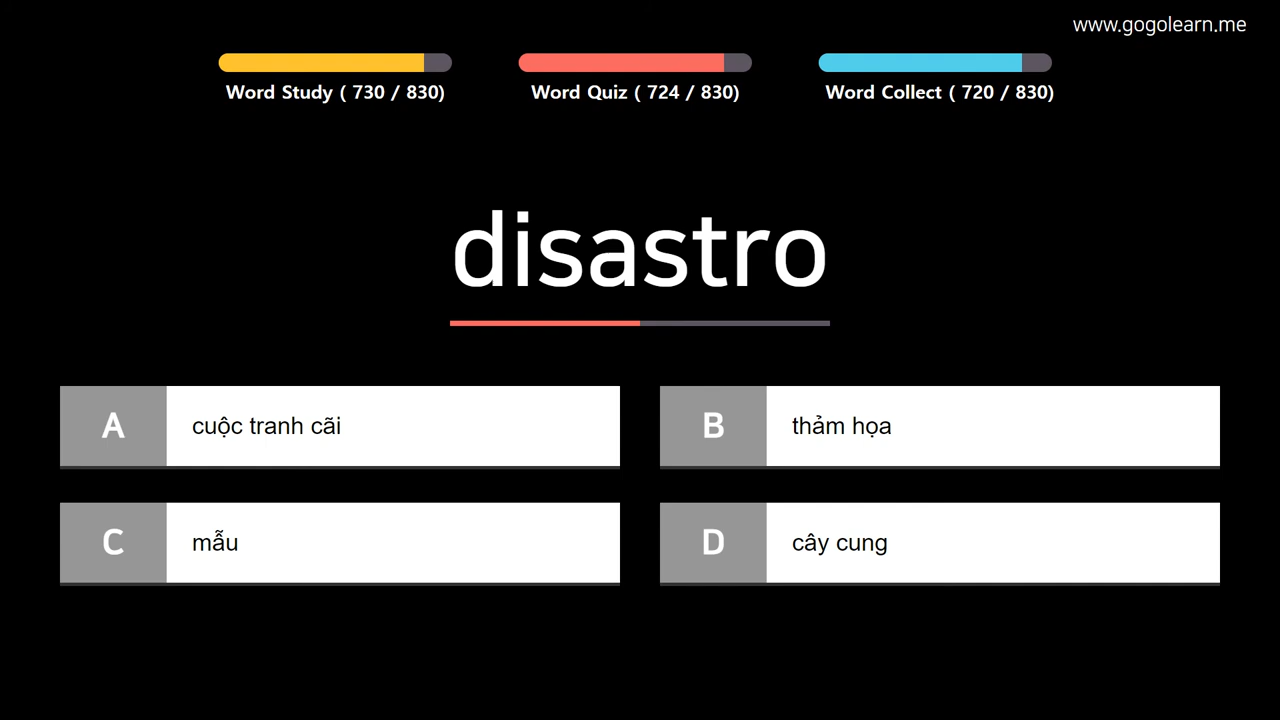 www.gogolearn.me
Word Study ( 730 / 830)
Word Quiz ( 724 / 830)
Word Collect ( 720 / 830)
disastro
A cuộc tranh cãi
B thảm họa
C mẫu
D cây cung